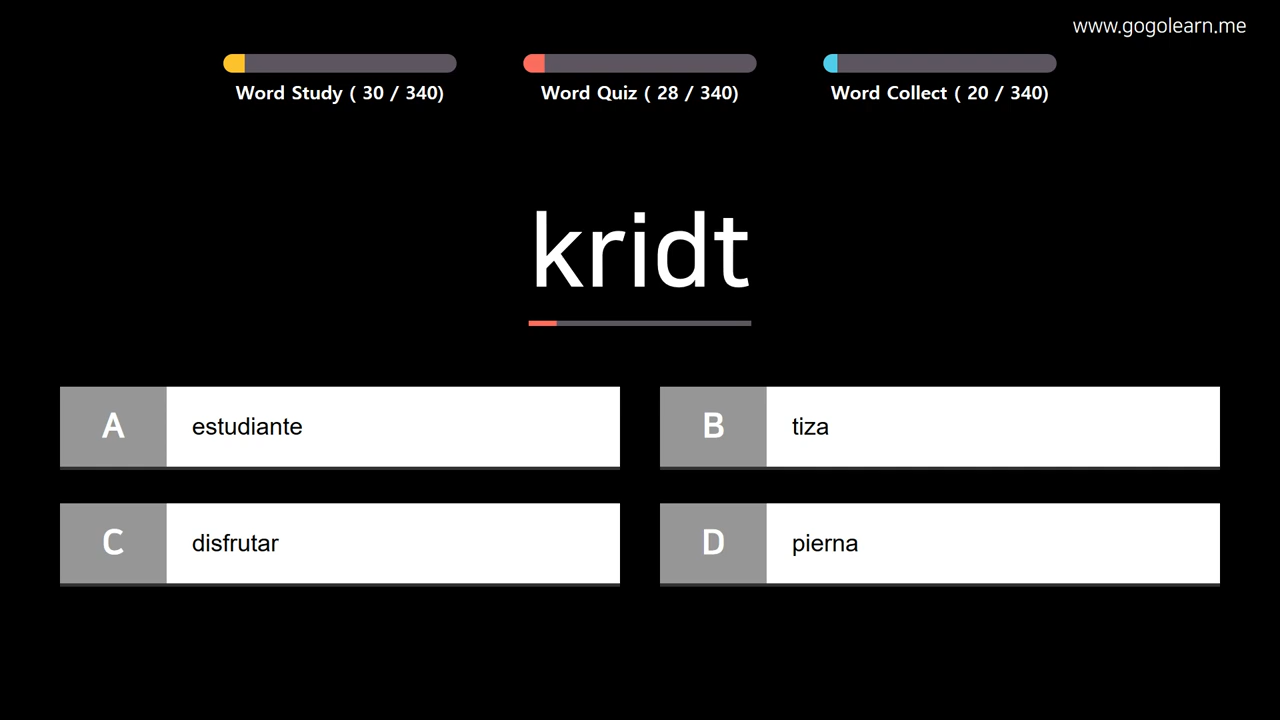 www.gogolearn.me
Word Study ( 30 / 340)
Word Quiz ( 28 / 340)
Word Collect ( 20 / 340)
kridt
A estudiante
B tiza
C disfrutar
D pierna